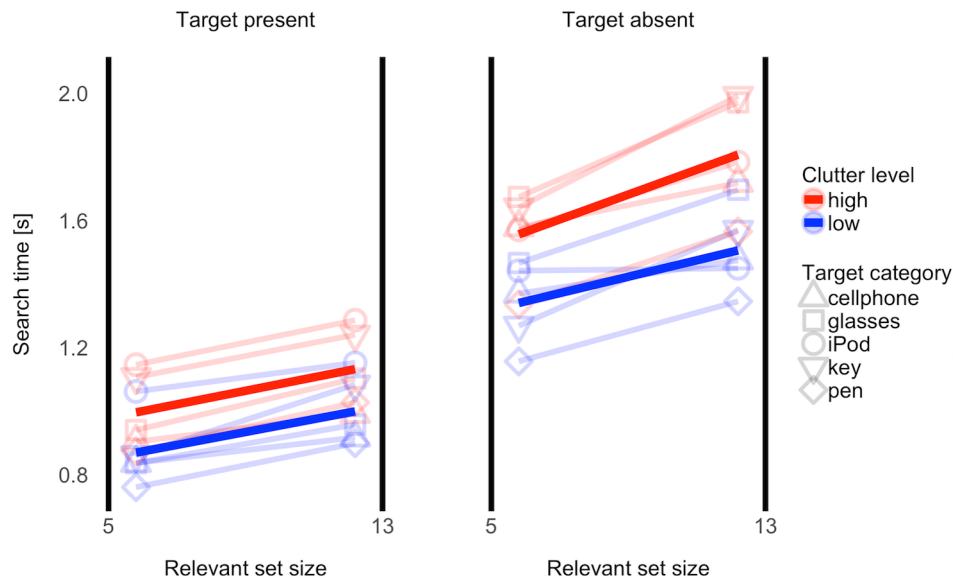 Target present
Target absent
Search time [s]
2.0
1.6
1.2
0.8
5
13
5
13
Relevant set size
Relevant set size
Clutter level
high
low
Target category
cellphone
glasses
iPod
key
pen